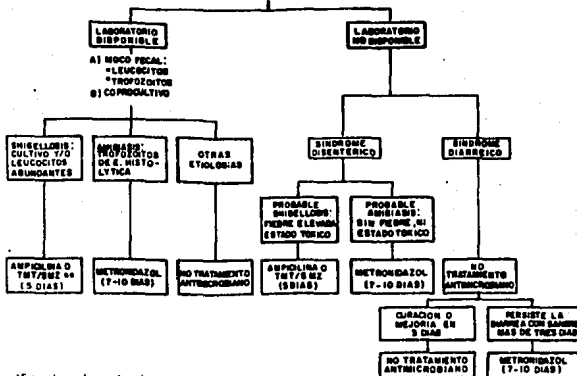 LABORATORIO
DISPONIBLE
LABORATORIO
NO DISPONIBLE
A) MOCO FECAL:
*LEUCOCITOS
*TROFOZOITOS
B) COPROCULTIVO
SHIGELLOSIS:
CULTIVO Y/O
LEUCOCITOS
ABUNDANTES
AMIBIASIS:
TROFOZOITOS
DE E. HISTO-
LYTICA
OTRAS
ETIOLOGIAS
SINDROME
DISENTERICO
SINDROME
DIARREICO
PROBABLE
SHIGELLOSIS:
FIEBRE ELEVADA
ESTADO TOXICO
PROBABLE
AMIBIASIS:
SIN FIEBRE, NI
ESTADO TOXICO
AMPICILINA O
TMT/SMZ **
(5 DIAS)
METRONIDAZOL
(7-10 DIAS)
NO TRATAMIENTO
ANTIMICROBIANO
AMPICILINA O
TMT/SMZ
(5 DIAS)
METRONIDAZOL
(7-10 DIAS)
NO
TRATAMIENTO
ANTIMICROBIANO
CURACION O
MEJORIA EN
3 DIAS
PERSISTE LA
DIARREA CON SANGRE
MAS DE TRES DIAS
NO TRATAMIENTO
ANTIMICROBIANO
METRONIDAZOL
(7-10 DIAS)